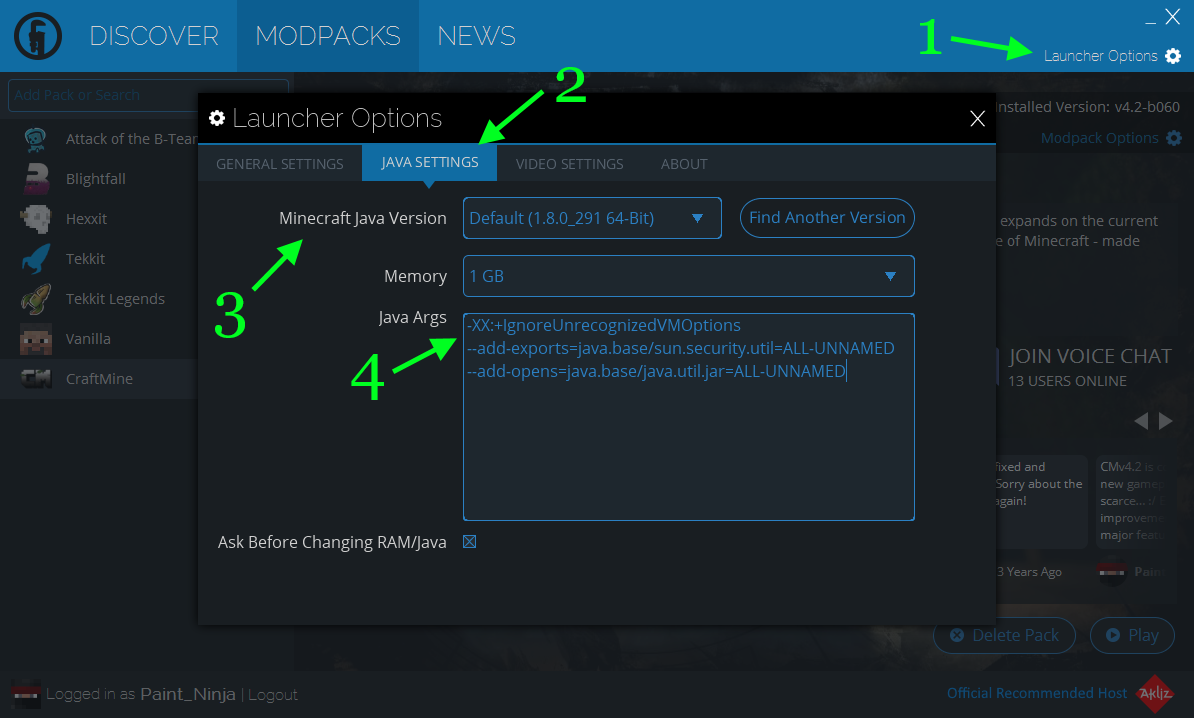 DISCOVER MODPACKS NEWS
1
Launcher Options
Add Pack or Search
2
Launcher Options
Installed Version: v4.2-b060
Modpack Options
Attack of the B-Tea
GENERAL SETTINGS JAVA SETTINGS VIDEO SETTINGS ABOUT
Blightfall
Hexxit
Tekkit
Tekkit Legends
Vanilla
CraftMine
Minecraft Java Version Default (1.8.0_291 64-Bit) Find Another Version
3
Memory 1 GB
Java Args
4
-XX:+IgnoreUnrecognizedVMOptions
--add-exports=java.base/sun.security.util=ALL-UNNAMED
--add-opens=java.base/java.util.jar=ALL-UNNAMED
Ask Before Changing RAM/Java
expands on the current
e of Minecraft - made
JOIN VOICE CHAT
13 USERS ONLINE
fixed and
Sorry about the
again!
3 Years Ago
CMv4.2 is
new game
scarce... :/
improveme
major feat
Pain
Delete Pack Play
Logged in as Paint_Ninja | Logout
Official Recommended Host Akliz